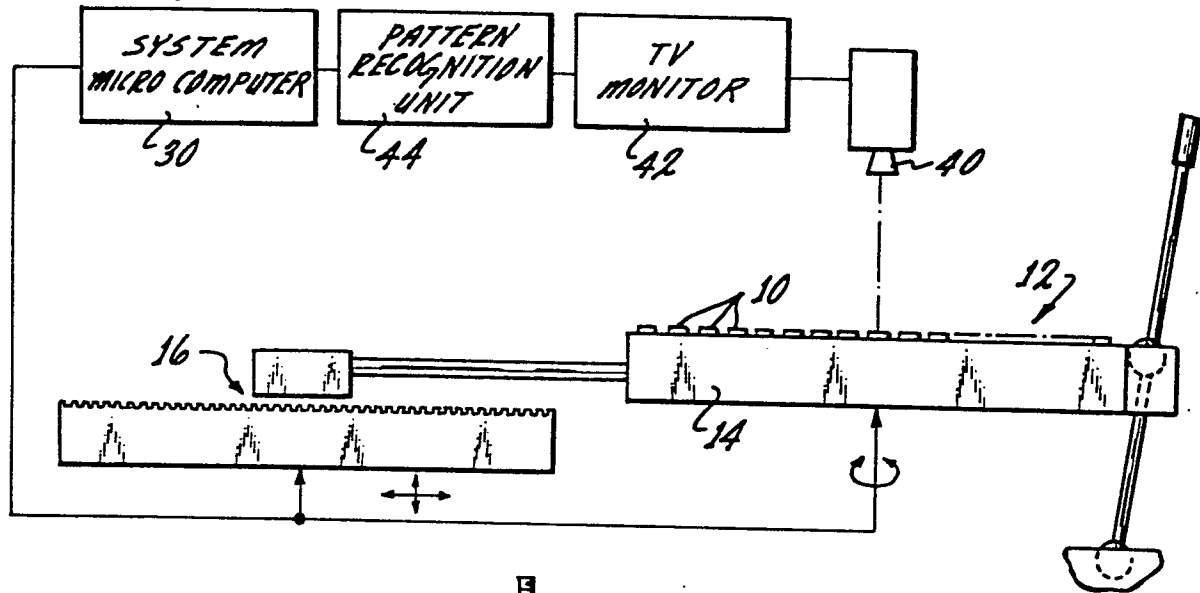 SYSTEM
MICRO COMPUTER
30
PATTERN
RECOGNITION
UNIT
44
TV
MONITOR
42
40
12
10
16
14